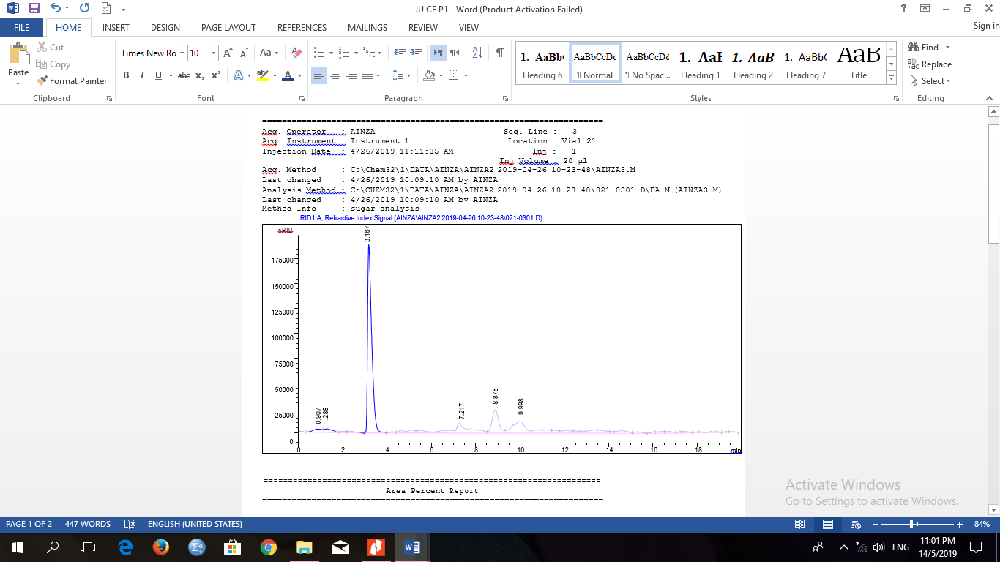 JUICE P1 - Word (Product Activation Failed)
FILE HOME INSERT DESIGN PAGE LAYOUT REFERENCES MAILINGS REVIEW VIEW Sign in
Paste
Cut
Copy
Format Painter
Clipboard
Times New Ro 10
Font
Paragraph
1. AaBb( AaBbCcDd AaBbCcDd 1. AaI 1. AaB 1. AaBb( AaB
Heading 6 ¶ Normal ¶ No Spac... Heading 1 Heading 2 Heading 7 Title
Styles
Find
Replace
Select
Editing
=====================================================================
Acq. Operator : AINZA Seq. Line : 3
Acq. Instrument : Instrument 1 Location : Vial 21
Injection Date : 4/26/2019 11:11:35 AM Inj : 1
Inj Volume : 20 µl
Acq. Method : C:\Chem32\1\DATA\AINZA\AINZA2 2019-04-26 10-23-48\AINZA3.M
Last changed : 4/26/2019 10:09:10 AM by AINZA
Analysis Method : C:\CHEM32\1\DATA\AINZA\AINZA2 2019-04-26 10-23-48\021-0301.D\DA.M (AINZA3.M)
Last changed : 4/26/2019 10:09:10 AM by AINZA
Method Info : sugar analysis
RID1 A, Refractive Index Signal (AINZA\AINZA2 2019-04-26 10-23-48\021-0301.D)
nRIU
175000
150000
125000
100000
75000
50000
25000
0
0.907
1.288
3.167
7.217
8.875
9.998
0 2 4 6 8 10 12 14 16 18 min
=====================================================================
Area Percent Report
=====================================================================
Activate Windows
Go to Settings to activate Windows.
PAGE 1 OF 2 447 WORDS ENGLISH (UNITED STATES) 84%
ENG
11:01 PM
14/5/2019